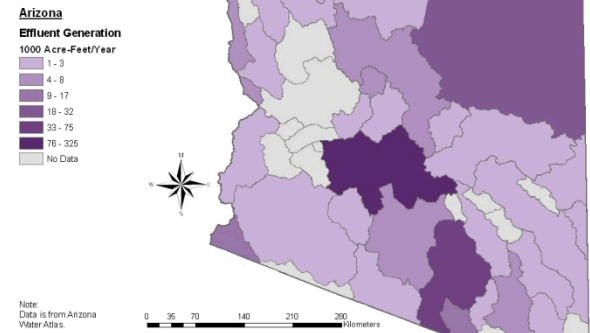 Arizona
Effluent Generation
1000 Acre-Feet/Year
1 - 3
4 - 8
9 - 17
18 - 32
33 - 75
76 - 325
No Data
N
W E
S
Note:
Data is from Arizona
Water Atlas.
0 35 70 140 210 280
Kilometers